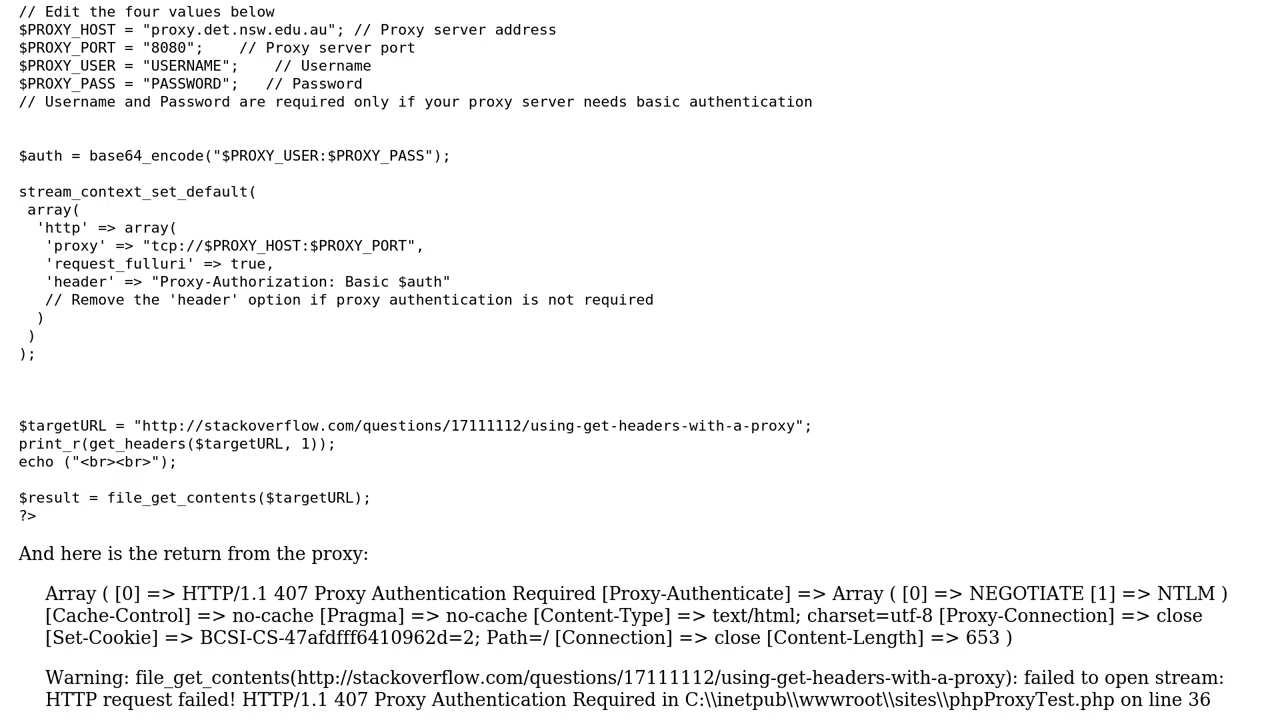 // Edit the four values below
$PROXY_HOST = "proxy.det.nsw.edu.au"; // Proxy server address
$PROXY_PORT = "8080";    // Proxy server port
$PROXY_USER = "USERNAME";    // Username
$PROXY_PASS = "PASSWORD";   // Password
// Username and Password are required only if your proxy server needs basic authentication
$auth = base64_encode("$PROXY_USER:$PROXY_PASS");
stream_context_set_default(
 array(
  'http' => array(
   'proxy' => "tcp://$PROXY_HOST:$PROXY_PORT",
   'request_fulluri' => true,
   'header' => "Proxy-Authorization: Basic $auth"
   // Remove the 'header' option if proxy authentication is not required
  )
 )
);
$targetURL = "http://stackoverflow.com/questions/17111112/using-get-headers-with-a-proxy";
print_r(get_headers($targetURL, 1));
echo ("<br><br>");
$result = file_get_contents($targetURL);
?>
And here is the return from the proxy:
Array ( [0] => HTTP/1.1 407 Proxy Authentication Required [Proxy-Authenticate] => Array ( [0] => NEGOTIATE [1] => NTLM )
[Cache-Control] => no-cache [Pragma] => no-cache [Content-Type] => text/html; charset=utf-8 [Proxy-Connection] => close
[Set-Cookie] => BCSI-CS-47afdfff6410962d=2; Path=/ [Connection] => close [Content-Length] => 653 )
Warning: file_get_contents(http://stackoverflow.com/questions/17111112/using-get-headers-with-a-proxy): failed to open stream:
HTTP request failed! HTTP/1.1 407 Proxy Authentication Required in C:\\inetpub\\wwwroot\\sites\\phpProxyTest.php on line 36